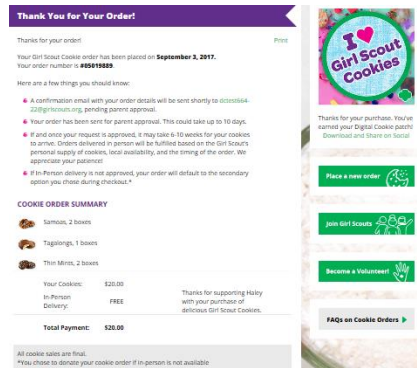 Thank You for Your Order!
Thanks for your order!
Print
Your Girl Scout Cookie order has been placed on September 3, 2017.
Your order number is #05019889.
Here are a few things you should know:
A confirmation email with your order details will be sent shortly to dctest664-
22@girlscouts.org, pending parental approval.
Your order has been sent for parent approval. This could take up to 10 days.
If and once your request is approved, it may take 6-10 weeks for your cookies
to arrive. Orders delivered in person will be fulfilled based on the Girl Scout's
personal supply of cookies, local availability, and the timing of the order. We
appreciate your patience!
If In-Person delivery is not approved, your order will default to the secondary
option you chose during checkout.*
COOKIE ORDER SUMMARY
Samoas, 2 boxes
Tagalongs, 1 boxes
Thin Mints, 2 boxes
Your Cookies: $20.00
In-Person
Delivery: FREE
Thanks for supporting Haley
with your purchase of
delicious Girl Scout Cookies.
Total Payment: $20.00
All cookie sales are final.
*You chose to donate your cookie order if in-person is not available
I
Girl Scout
Cookies
Thanks for your purchase. You've
earned your Digital Cookie patch!
Download and Share on Social
Place a new order
Join Girl Scouts
Become a Volunteer!
FAQs on Cookie Orders